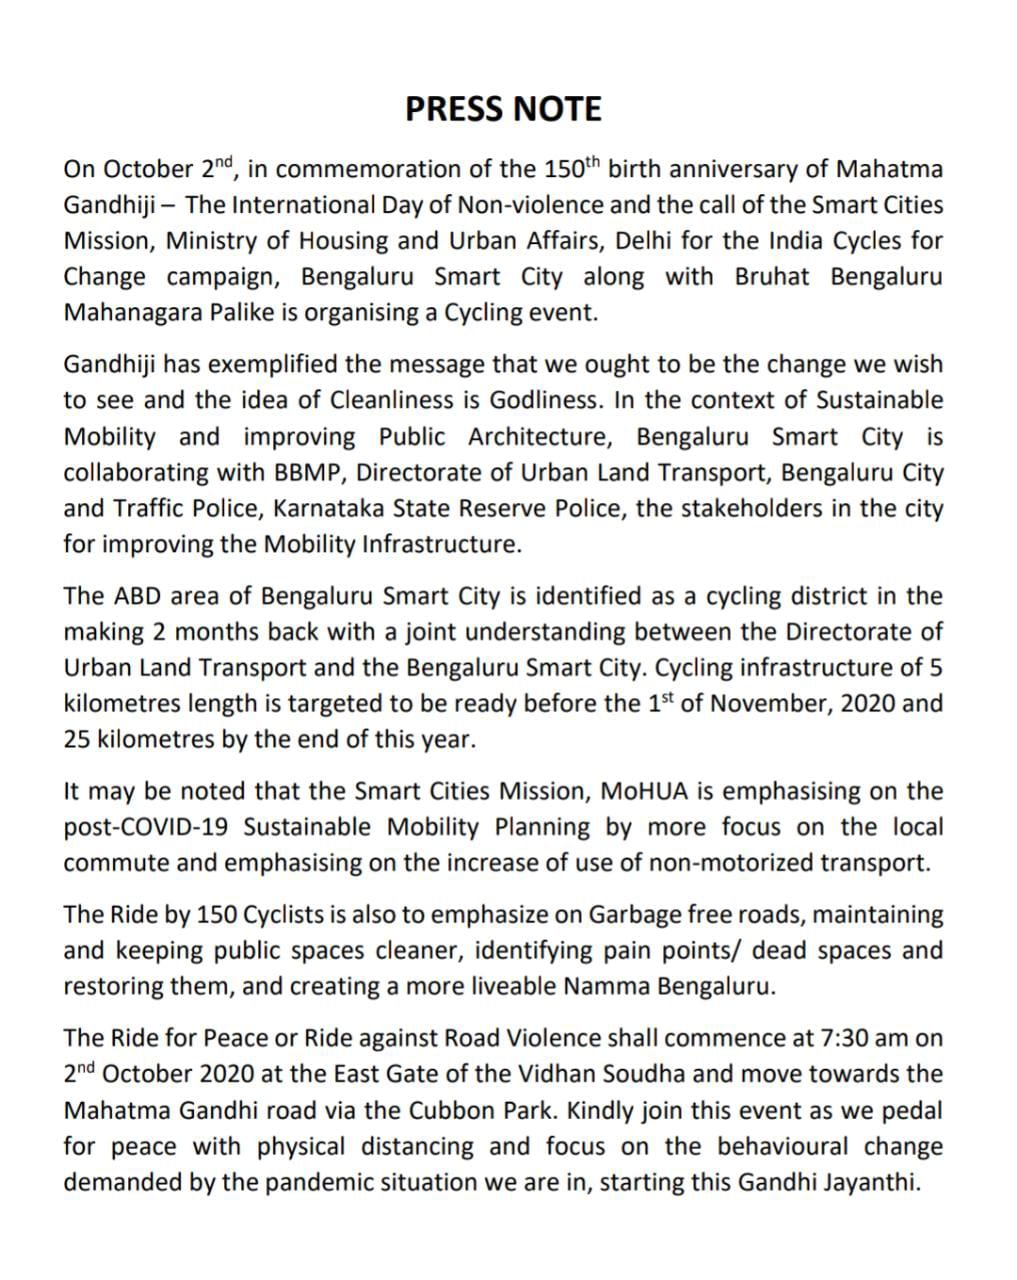 PRESS NOTE
On October 2nd, in commemoration of the 150th birth anniversary of Mahatma
Gandhiji – The International Day of Non-violence and the call of the Smart Cities
Mission, Ministry of Housing and Urban Affairs, Delhi for the India Cycles for
Change campaign, Bengaluru Smart City along with Bruhat Bengaluru
Mahanagara Palike is organising a Cycling event.
Gandhiji has exemplified the message that we ought to be the change we wish
to see and the idea of Cleanliness is Godliness. In the context of Sustainable
Mobility and improving Public Architecture, Bengaluru Smart City is
collaborating with BBMP, Directorate of Urban Land Transport, Bengaluru City
and Traffic Police, Karnataka State Reserve Police, the stakeholders in the city
for improving the Mobility Infrastructure.
The ABD area of Bengaluru Smart City is identified as a cycling district in the
making 2 months back with a joint understanding between the Directorate of
Urban Land Transport and the Bengaluru Smart City. Cycling infrastructure of 5
kilometres length is targeted to be ready before the 1st of November, 2020 and
25 kilometres by the end of this year.
It may be noted that the Smart Cities Mission, MoHUA is emphasising on the
post-COVID-19 Sustainable Mobility Planning by more focus on the local
commute and emphasising on the increase of use of non-motorized transport.
The Ride by 150 Cyclists is also to emphasize on Garbage free roads, maintaining
and keeping public spaces cleaner, identifying pain points/ dead spaces and
restoring them, and creating a more liveable Namma Bengaluru.
The Ride for Peace or Ride against Road Violence shall commence at 7:30 am on
2nd October 2020 at the East Gate of the Vidhan Soudha and move towards the
Mahatma Gandhi road via the Cubbon Park. Kindly join this event as we pedal
for peace with physical distancing and focus on the behavioural change
demanded by the pandemic situation we are in, starting this Gandhi Jayanthi.